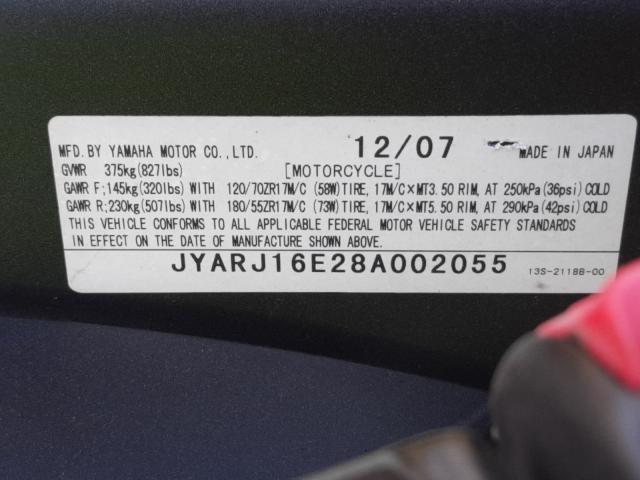 MFD. BY YAMAHA MOTOR CO., LTD. 12/07 MADE IN JAPAN
GVWR 375kg(827lbs) [MOTORCYCLE]
GAWR F;145kg(320lbs) WITH 120/70ZR17M/C (58W)TIRE, 17M/C×MT3.50 RIM, AT 250kPa(36psi)COLD
GAWR R;230kg(507lbs) WITH 180/55ZR17M/C (73W)TIRE, 17M/C×MT5.50 RIM, AT 290kPa(42psi)COLD
THIS VEHICLE CONFORMS TO ALL APPLICABLE FEDERAL MOTOR VEHICLE SAFETY STANDARDS
IN EFFECT ON THE DATE OF MANUFACTURE SHOWN ABOVE.
JYARJ16E28A002055 13S-2118B-00